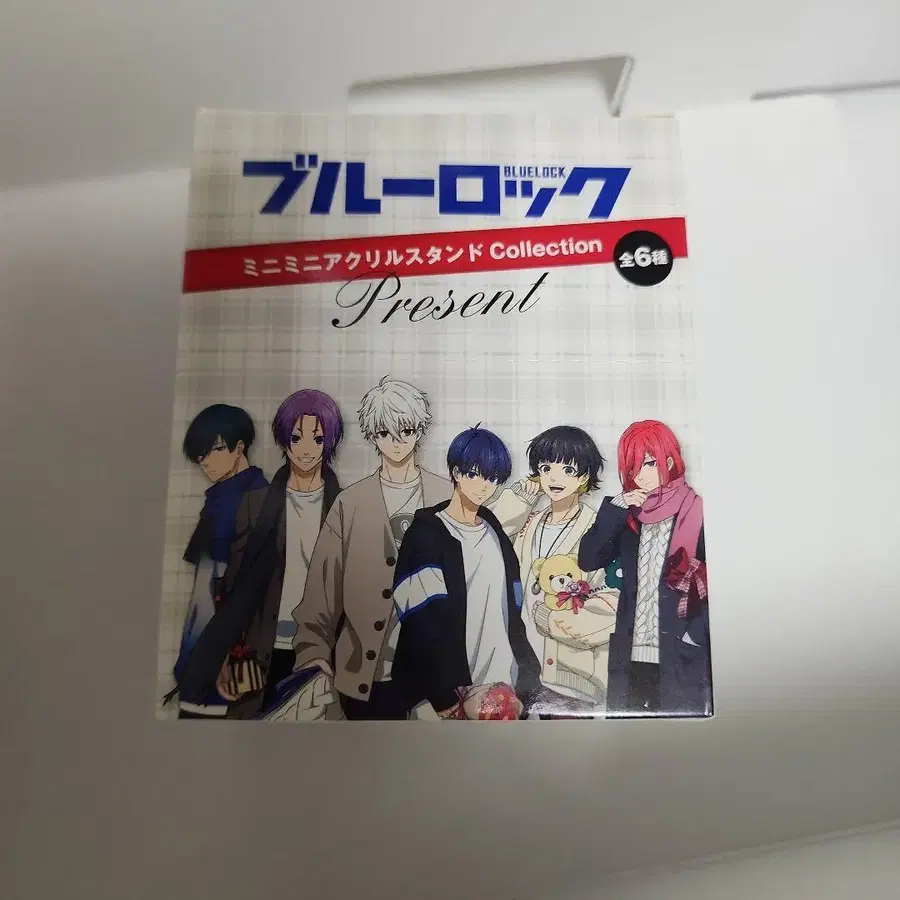 BLUELOCK
ブルーロック
ミニミニアクリルスタンド Collection
全6種
Present